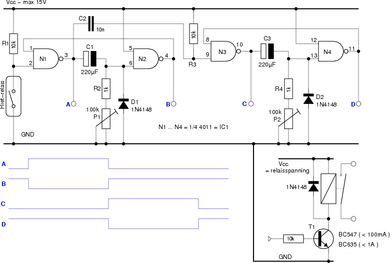 Vcc ~ max 15V
C2
10n
R1
10k
1
2
N1
3
C1
220µF
5
6
N2
4
10k
R3
8
9
N3
10
C3
220µF
12
13
N4
11
R2
1k
100k
P1
D1
1N4148
R4
1k
100k
P2
D2
1N4148
A
B
C
D
N1 ... N4 = 1/4 4011 = IC1
GND
A
B
C
D
Vcc
= relaisspanning
1N4148
T1
10k
BC547 ( < 100mA )
BC635 ( < 1A )
GND